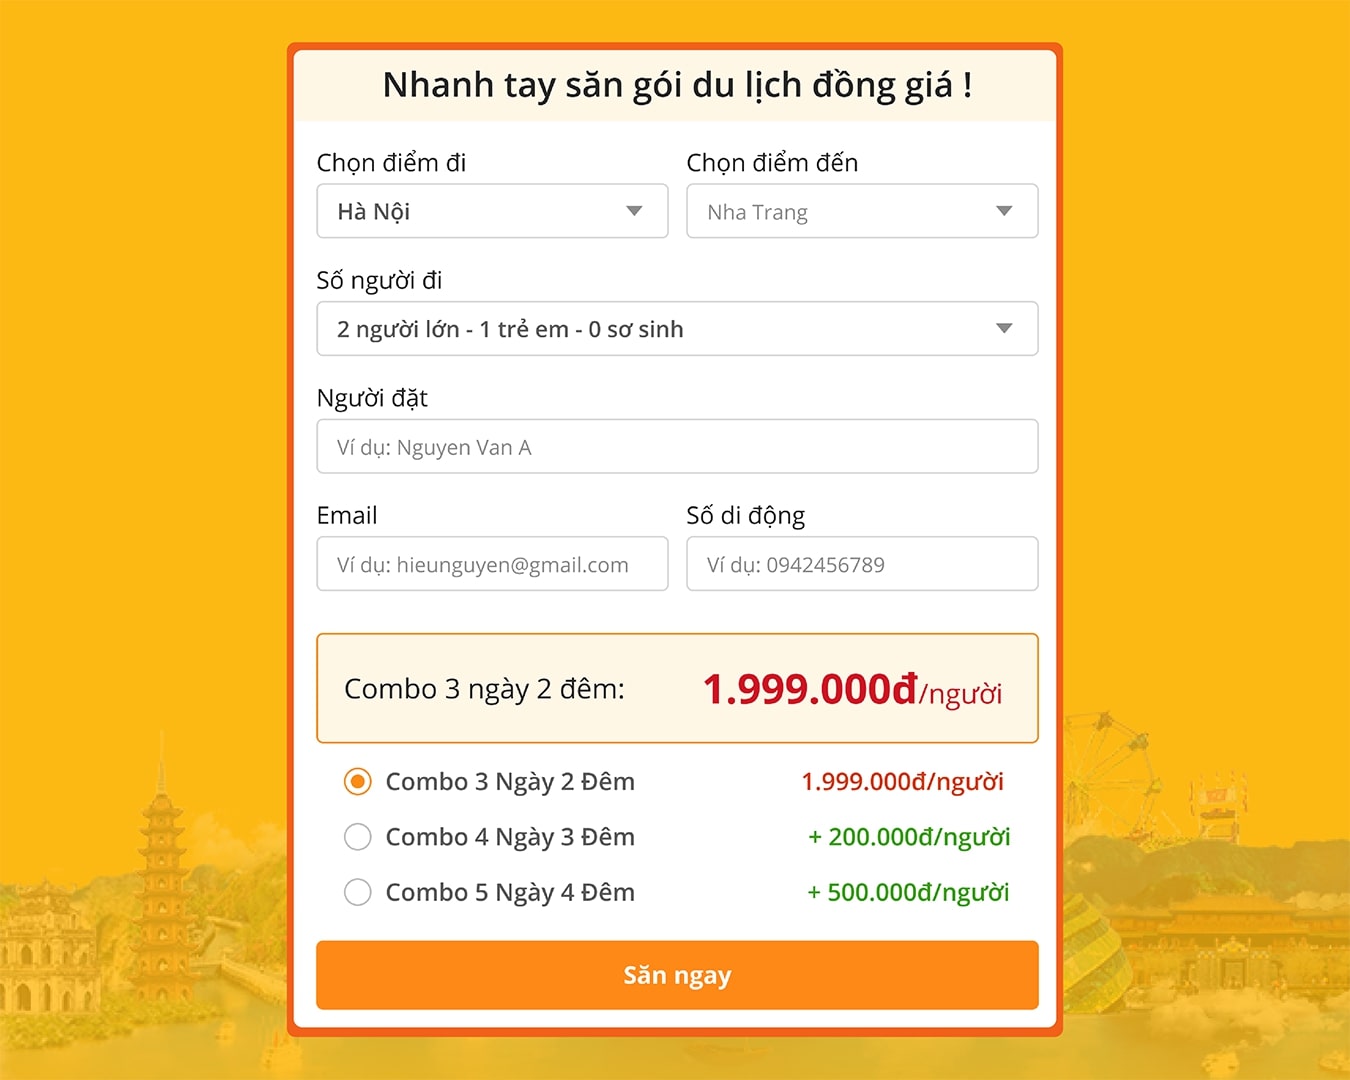 Nhanh tay săn gói du lịch đồng giá !
Chọn điểm đi
Chọn điểm đến
Hà Nội
Nha Trang
Số người đi
2 người lớn - 1 trẻ em - 0 sơ sinh
Người đặt
Ví dụ: Nguyen Van A
Email
Số di động
Ví dụ: hieunguyen@gmail.com
Ví dụ: 0942456789
Combo 3 ngày 2 đêm: 1.999.000đ/người
Combo 3 Ngày 2 Đêm 1.999.000đ/người
Combo 4 Ngày 3 Đêm + 200.000đ/người
Combo 5 Ngày 4 Đêm + 500.000đ/người
Săn ngay